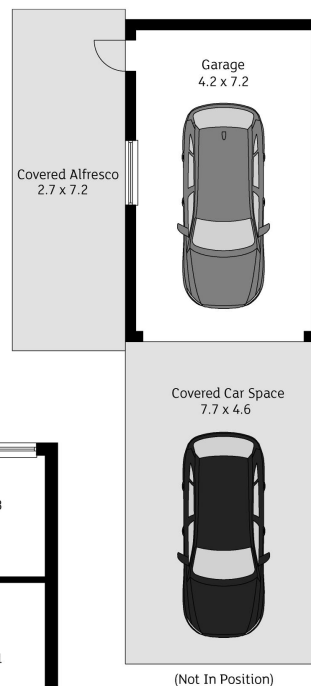 Garage
4.2 x 7.2
Covered Alfresco
2.7 x 7.2
Covered Car Space
7.7 x 4.6
(Not In Position)